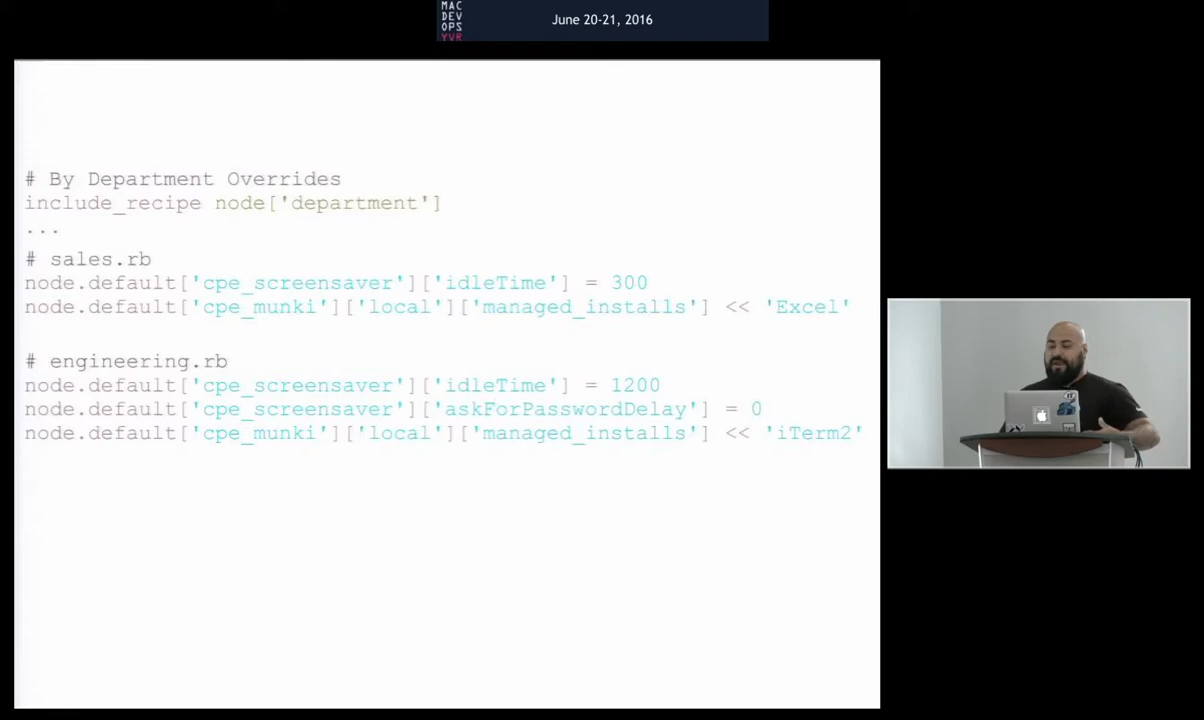 MAC
DEV
OPS
YVR
June 20-21, 2016
# By Department Overrides
include_recipe node['department']
...
# sales.rb
node.default['cpe_screensaver']['idleTime'] = 300
node.default['cpe_munki']['local']['managed_installs'] << 'Excel'
# engineering.rb
node.default['cpe_screensaver']['idleTime'] = 1200
node.default['cpe_screensaver']['askForPasswordDelay'] = 0
node.default['cpe_munki']['local']['managed_installs'] << 'iTerm2'